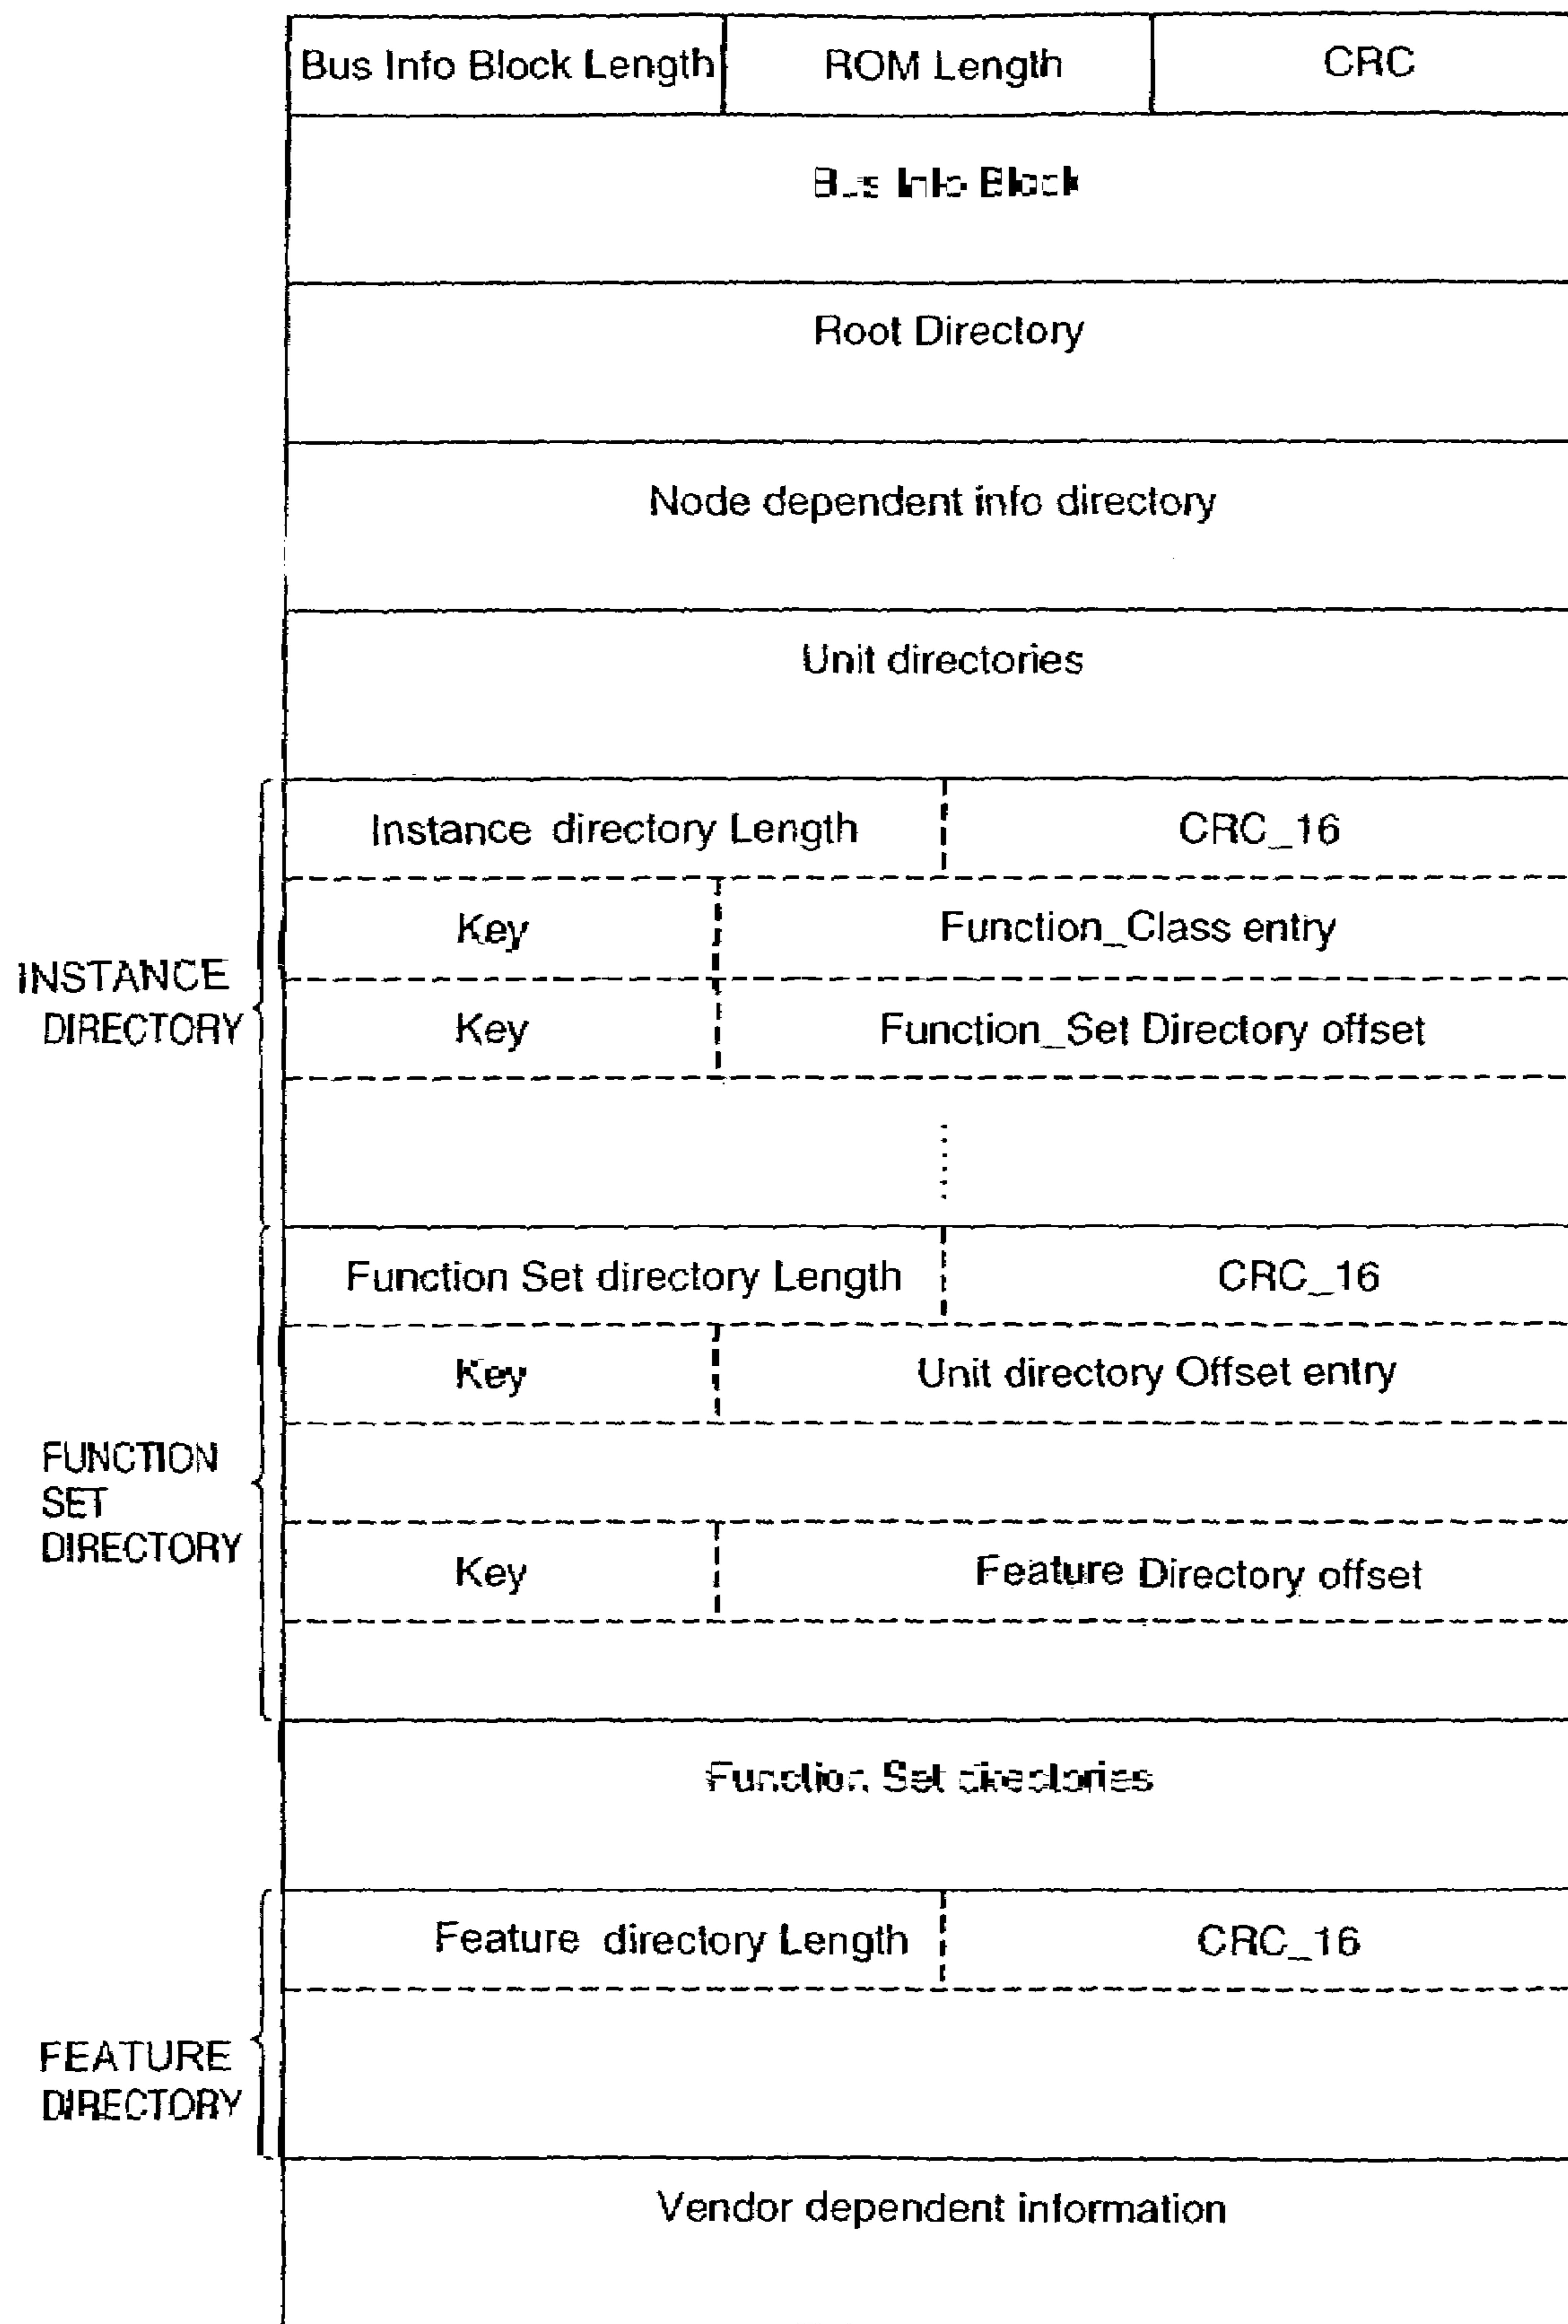 Bus Info Block Length ROM Length CRC
Bus Info Block
Root Directory
Node dependent info directory
Unit directories
INSTANCE
DIRECTORY
Instance directory Length CRC_16
Key Function_Class entry
Key Function_Set Directory offset
FUNCTION
SET
DIRECTORY
Function Set directory Length CRC_16
Key Unit directory Offset entry
Key Feature Directory offset
Function Set directories
FEATURE
DIRECTORY
Feature directory Length CRC_16
Vendor dependent information